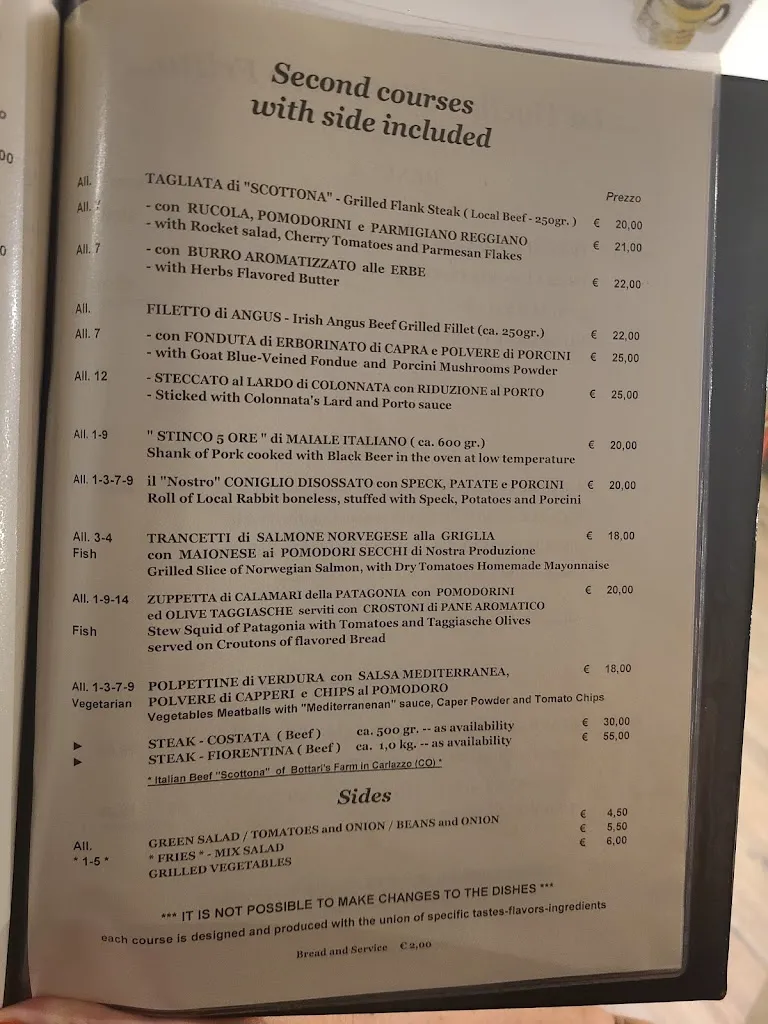 Second courses
with side included
Prezzo
All. TAGLIATA di "SCOTTONA" - Grilled Flank Steak ( Local Beef - 250gr. ) € 20,00
All. - con RUCOLA, POMODORINI e PARMIGIANO REGGIANO € 21,00
- with Rocket salad, Cherry Tomatoes and Parmesan Flakes
All. 7 - con BURRO AROMATIZZATO alle ERBE € 22,00
- with Herbs Flavored Butter
All. FILETTO di ANGUS - Irish Angus Beef Grilled Fillet (ca. 250gr.) € 22,00
All. 7 - con FONDUTA di ERBORINATO di CAPRA e POLVERE di PORCINI € 25,00
- with Goat Blue-Veined Fondue and Porcini Mushrooms Powder
All. 12 - STECCATO al LARDO di COLONNATA con RIDUZIONE al PORTO € 25,00
- Sticked with Colonnata's Lard and Porto sauce
All. 1-9 " STINCO 5 ORE " di MAIALE ITALIANO ( ca. 600 gr.) € 20,00
Shank of Pork cooked with Black Beer in the oven at low temperature
All. 1-3-7-9 il "Nostro" CONIGLIO DISOSSATO con SPECK, PATATE e PORCINI € 20,00
Roll of Local Rabbit boneless, stuffed with Speck, Potatoes and Porcini
All. 3-4 TRANCETTI di SALMONE NORVEGESE alla GRIGLIA € 18,00
Fish con MAIONESE ai POMODORI SECCHI di Nostra Produzione
Grilled Slice of Norwegian Salmon, with Dry Tomatoes Homemade Mayonnaise
All. 1-9-14 ZUPPETTA di CALAMARI della PATAGONIA con POMODORINI € 20,00
ed OLIVE TAGGIASCHE serviti con CROSTONI di PANE AROMATICO
Fish Stew Squid of Patagonia with Tomatoes and Taggiasche Olives
served on Croutons of flavored Bread
All. 1-3-7-9 POLPETTINE di VERDURA con SALSA MEDITERRANEA, € 18,00
Vegetarian POLVERE di CAPPERI e CHIPS al POMODORO
Vegetables Meatballs with "Mediterranenan" sauce, Caper Powder and Tomato Chips
► STEAK - COSTATA ( Beef ) ca. 500 gr. -- as availability € 30,00
► STEAK - FIORENTINA ( Beef ) ca. 1,0 kg. -- as availability € 55,00
* Italian Beef "Scottona" of Bottari's Farm in Carlazzo (CO) *
Sides
All. GREEN SALAD / TOMATOES and ONION / BEANS and ONION € 4,50
* 1-5 * * FRIES * - MIX SALAD € 5,50
GRILLED VEGETABLES € 6,00
*** IT IS NOT POSSIBLE TO MAKE CHANGES TO THE DISHES ***
each course is designed and produced with the union of specific tastes-flavors-ingredients
Bread and Service € 2,00